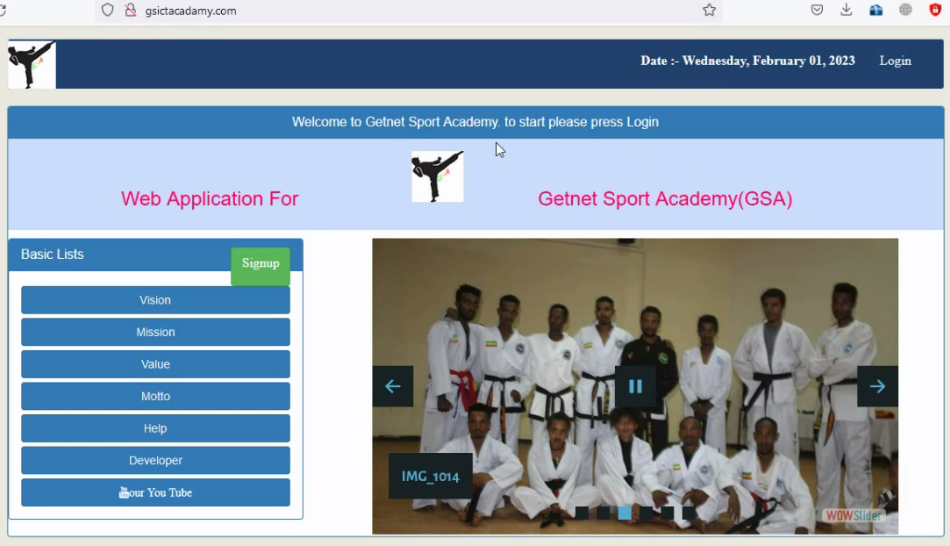 gsictacadamy.com
Date :- Wednesday, February 01, 2023 Login
Welcome to Getnet Sport Academy. to start please press Login
Web Application For
Getnet Sport Academy(GSA)
Basic Lists
Signup
Vision
Mission
Value
Motto
Help
Developer
our You Tube
IMG_1014
WOWSlider